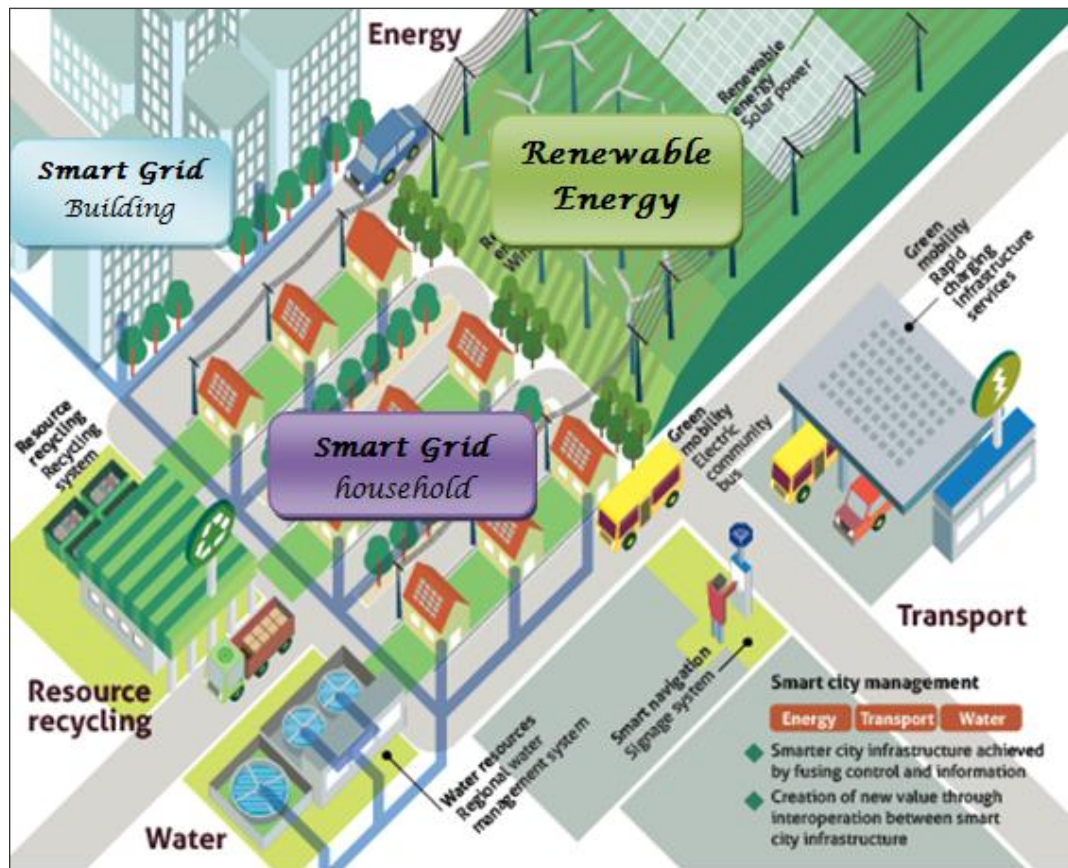 Energy
Smart Grid
Building
Renewable
Energy
Renewable
energy
Solar power
Green
mobility
Rapid
charging
infrastructure
services
Resource
recycling
Recycling
system
Smart Grid
household
Green
mobility
Electric
community
bus
Transport
Resource
recycling
Water resources
Regional water
management system
Smart navigation
Signage system
Water
Smart city management
Energy
Transport
Water
Smarter city infrastructure achieved
by fusing control and information
Creation of new value through
interoperation between smart
city infrastructure